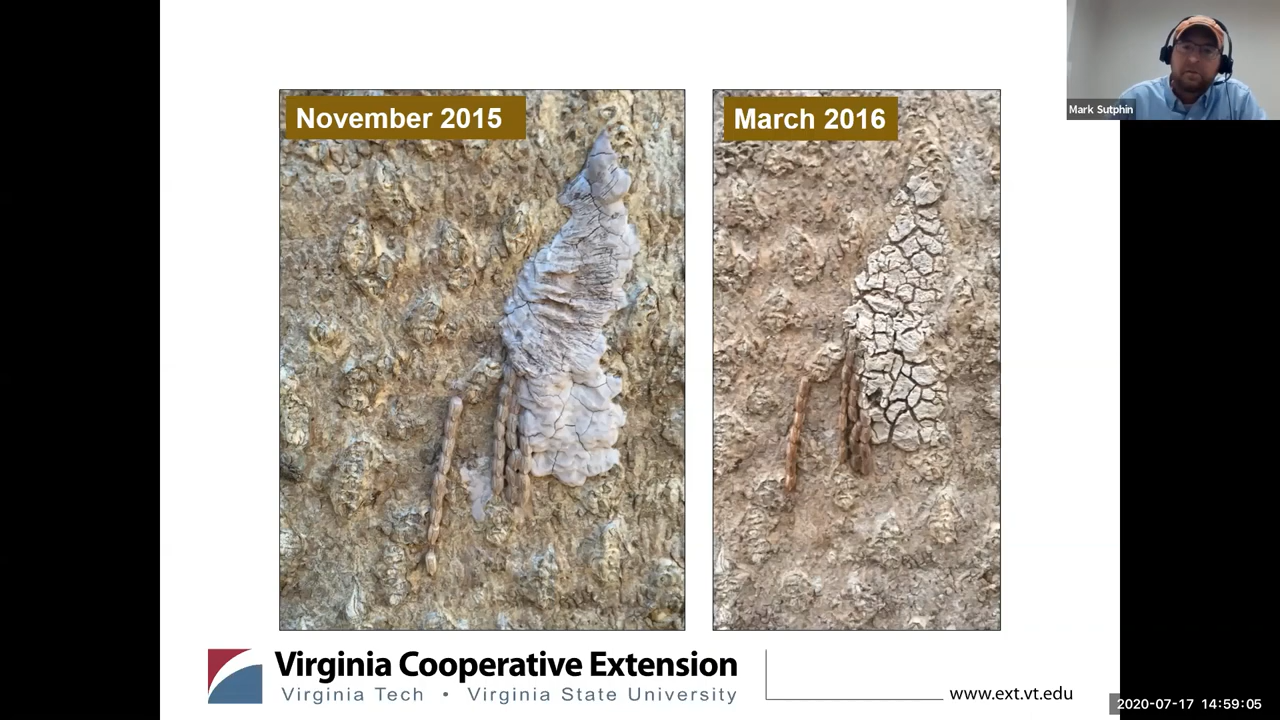 November 2015
March 2016
Mark Sutphin
Virginia Cooperative Extension
Virginia Tech • Virginia State University
www.ext.vt.edu
2020-07-17 14:59:05